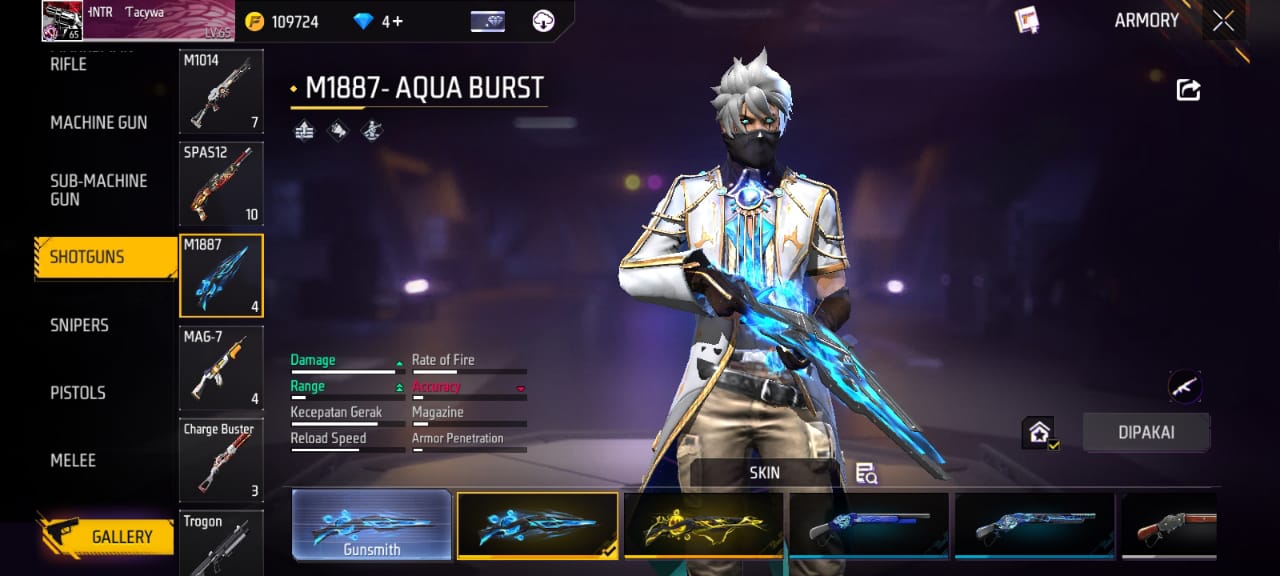 HNTR Tacywa
65
LV.65
109724
4+
ARMORY
RIFLE
MACHINE GUN
SUB-MACHINE
GUN
SHOTGUNS
SNIPERS
PISTOLS
MELEE
GALLERY
M1014
7
SPAS12
10
M1887
4
MAG-7
4
Charge Buster
3
Trogon
M1887- AQUA BURST
Damage
Rate of Fire
Range
Accuracy
Kecepatan Gerak
Magazine
Reload Speed
Armor Penetration
DIPAKAI
SKIN
Gunsmith